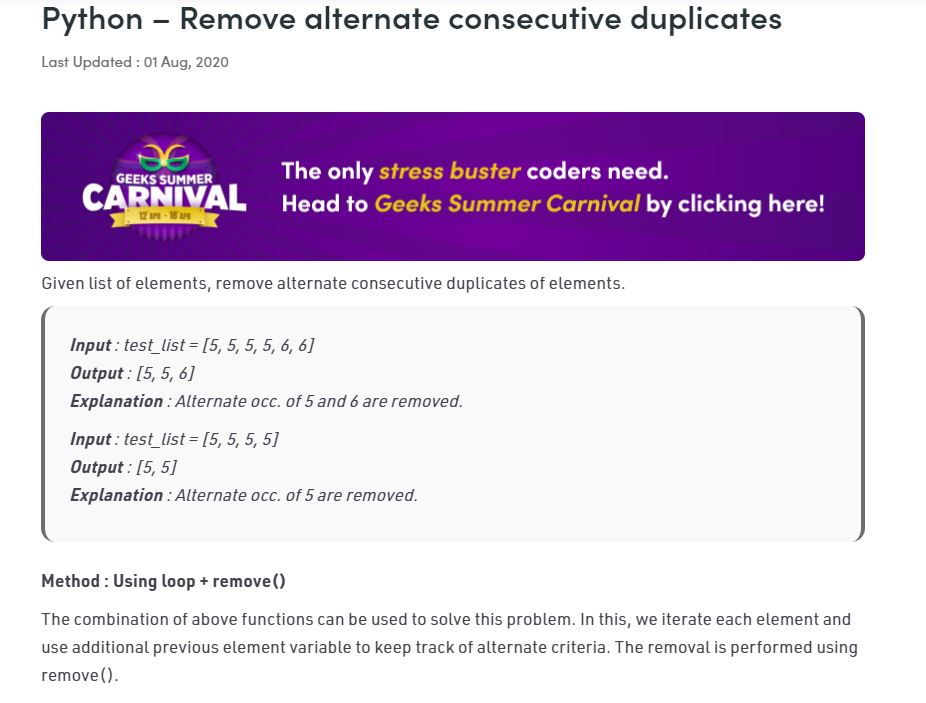 Python – Remove alternate consecutive duplicates
Last Updated : 01 Aug, 2020
GEEKS SUMMER
CARNIVAL
12 APR - 18 APR
The only stress buster coders need.
Head to Geeks Summer Carnival by clicking here!
Given list of elements, remove alternate consecutive duplicates of elements.
Input : test_list = [5, 5, 5, 5, 6, 6]
Output : [5, 5, 6]
Explanation : Alternate occ. of 5 and 6 are removed.
Input : test_list = [5, 5, 5, 5]
Output : [5, 5]
Explanation : Alternate occ. of 5 are removed.
Method : Using loop + remove()
The combination of above functions can be used to solve this problem. In this, we iterate each element and
use additional previous element variable to keep track of alternate criteria. The removal is performed using
remove().